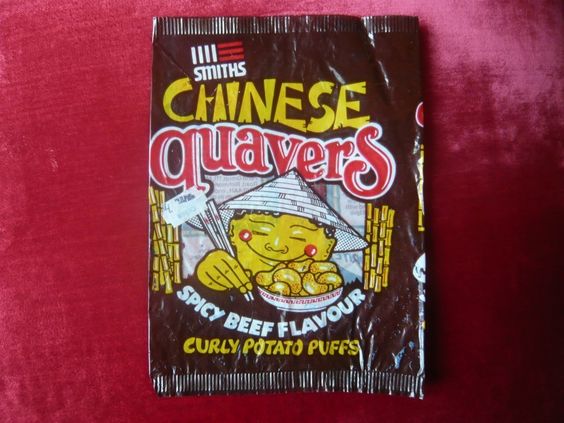 SMITHS
CHINESE
quavers
SPICY BEEF FLAVOUR
CURLY POTATO PUFFS